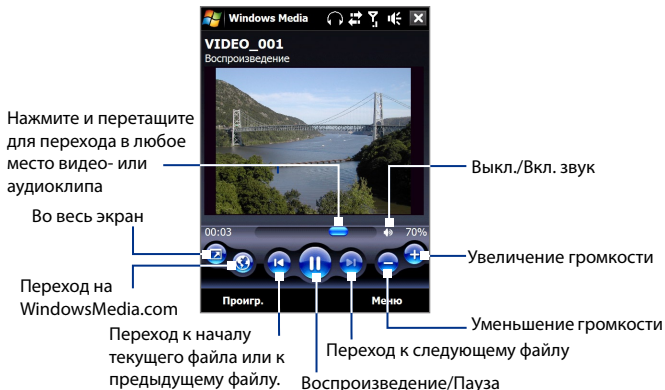 Windows Media
VIDEO_001
Воспроизведение
Нажмите и перетащите
для перехода в любое
место видео- или
аудиоклипа
Выкл./Вкл. звук
Во весь экран
00:03
70%
Увеличение громкости
Переход на
WindowsMedia.com
Проигр.
Меню
Уменьшение громкости
Переход к началу
текущего файла или к
предыдущему файлу.
Переход к следующему файлу
Воспроизведение/Пауза